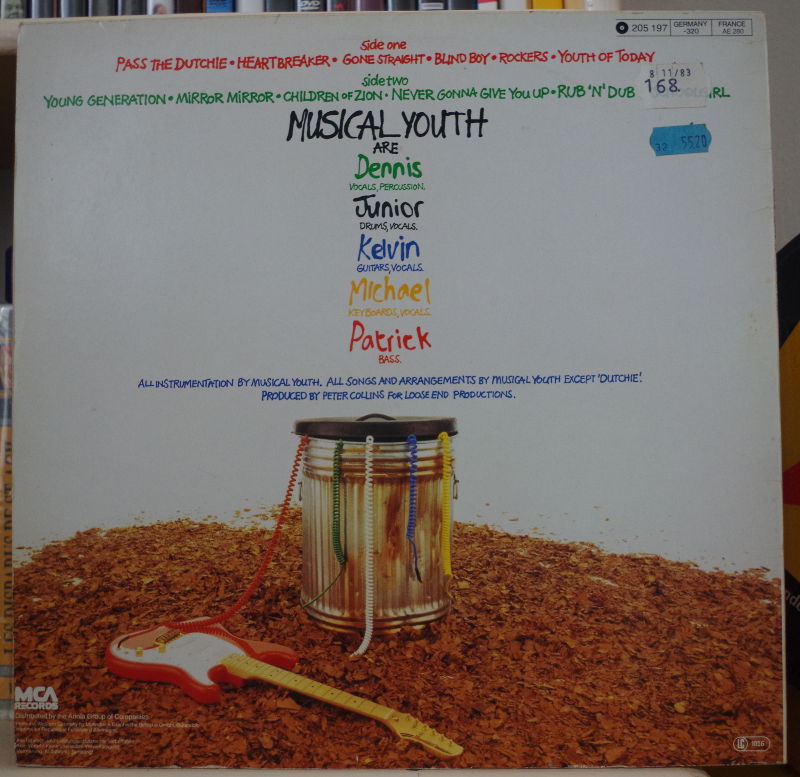 205 197 GERMANY -320 FRANCE AE 280
side one
PASS THE DUTCHIE • HEARTBREAKER • GONE STRAIGHT • BLIND BOY • ROCKERS • YOUTH OF TODAY
8 11/83
168.
side two
YOUNG GENERATION • MIRROR MIRROR • CHILDREN OF ZION • NEVER GONNA GIVE YOU UP • RUB 'N' DUB
MUSICAL YOUTH
ARE
Dennis
VOCALS, PERCUSSION.
55.20
Junior
DRUMS, VOCALS.
Kelvin
GUITARS, VOCALS.
Michael
KEYBOARDS, VOCALS.
Patrick
BASS.
ALL INSTRUMENTATION BY MUSICAL YOUTH. ALL SONGS AND ARRANGEMENTS BY MUSICAL YOUTH EXCEPT 'DUTCHIE'.
PRODUCED BY PETER COLLINS FOR LOOSE END PRODUCTIONS.
MCA
RECORDS
Distributed by the Ariola Group of Companies
LC 1056